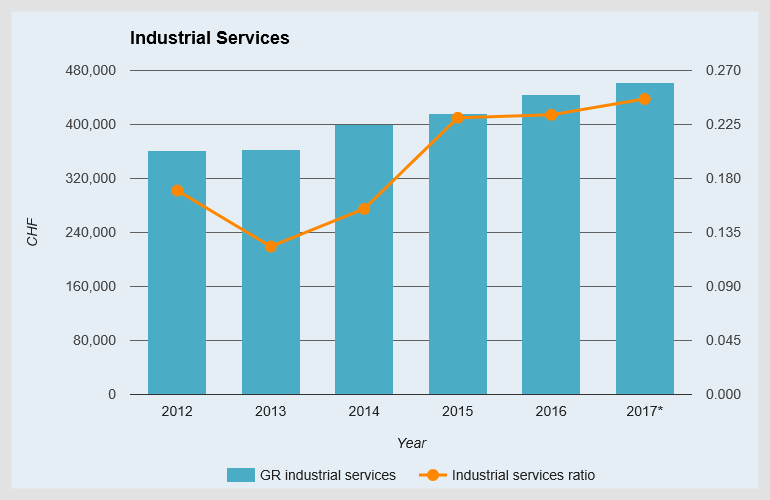 Industrial Services
480,000 0.270
400,000 0.225
320,000 0.180
240,000 0.135
160,000 0.090
80,000 0.045
0 0.000
CHF
2012 2013 2014 2015 2016 2017*
Year
GR industrial services Industrial services ratio